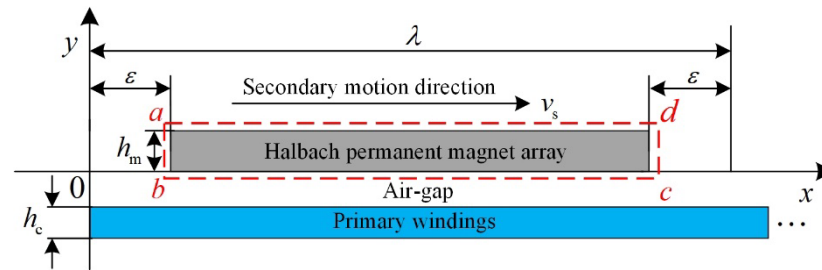 y
λ
ε
Secondary motion direction
ε
a
v_s
d
h_m
Halbach permanent magnet array
0
b
Air-gap
c
x
h_c
Primary windings
...